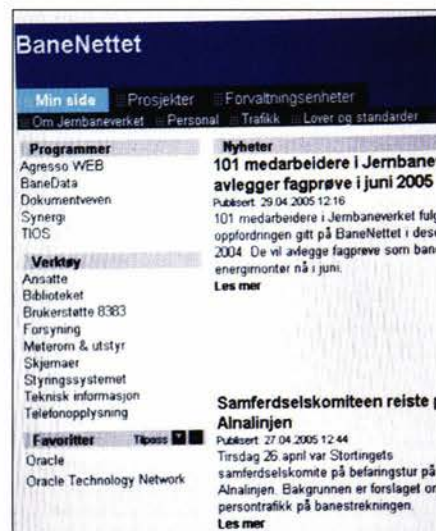 BaneNettet
Min side Prosjekter Forvaltningsenheter
Om Jernbaneverket Personal Trafikk Lover og standarder
Programmer
Agresso WEB
BaneData
Dokumentveven
Synergi
TIOS
Verktøy
Ansatte
Biblioteket
Brukerstøtte 8383
Forsyning
Møterom & utstyr
Skjemaer
Styringssystemet
Teknisk informasjon
Telefonopplysning
Favoritter Tilpass
Oracle
Oracle Technology Network
Nyheter
101 medarbeidere i Jernbane
avlegger fagprøve i juni 2005
Publisert 29.04.2005 12:16
101 medarbeidere i Jernbaneverket fulg
oppfordringen gitt på BaneNettet i dese
2004. De vil avlegge fagprøve som bane
energimontør nå i juni.
Les mer
Samferdselskomiteen reiste p
Alnalinjen
Publisert 27.04.2005 12:44
Tirsdag 26. april var Stortingets
samferdselskomite på befaringstur på
Alnalinjen. Bakgrunnen er forslaget om
persontrafikk på banestrekningen.
Les mer